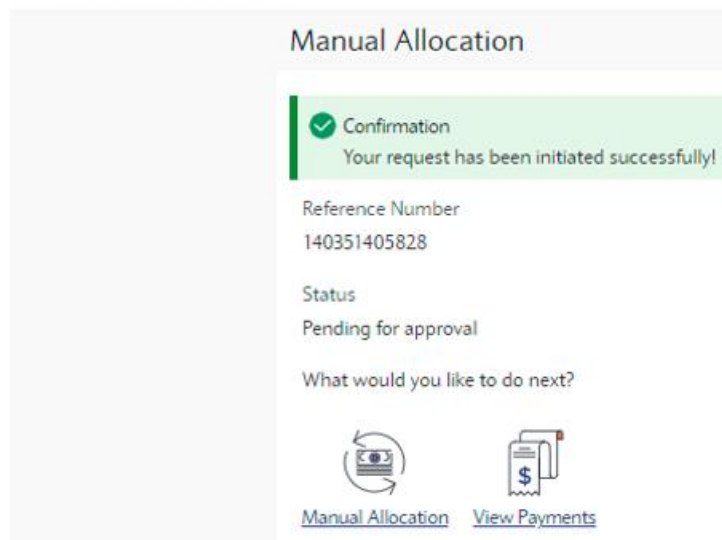 Manual Allocation
Confirmation
Your request has been initiated successfully!
Reference Number
140351405828
Status
Pending for approval
What would you like to do next?
$
Manual Allocation View Payments